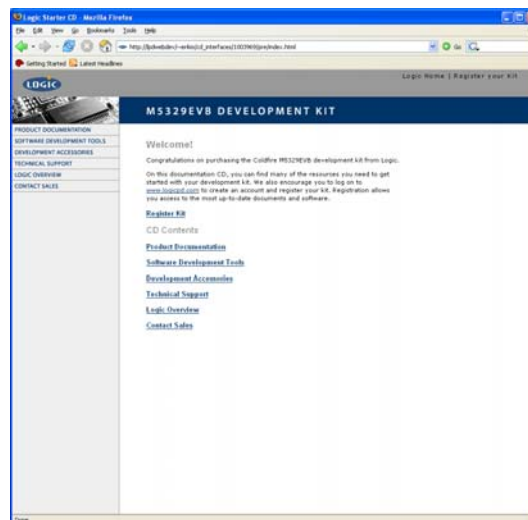 Logic Starter CD - Mozilla Firefox
File Edit View Go Bookmarks Tools Help
Go
Getting Started Latest Headlines
LOGIC
Logic Home | Register your Kit
M5329EVB DEVELOPMENT KIT
PRODUCT DOCUMENTATION
SOFTWARE DEVELOPMENT TOOLS
DEVELOPMENT ACCESSORIES
TECHNICAL SUPPORT
LOGIC OVERVIEW
CONTACT SALES
Welcome!
Congratulations on purchasing the Coldfire M5329EVB development kit from Logic.
On this documentation CD, you can find many of the resources you need to get
started with your development kit. We also encourage you to log on to
www.logicpd.com to create an account and register your kit. Registration allows
you access to the most up-to-date documents and software.
Register Kit
CD Contents
Product Documentation
Software Development Tools
Development Accessories
Technical Support
Logic Overview
Contact Sales